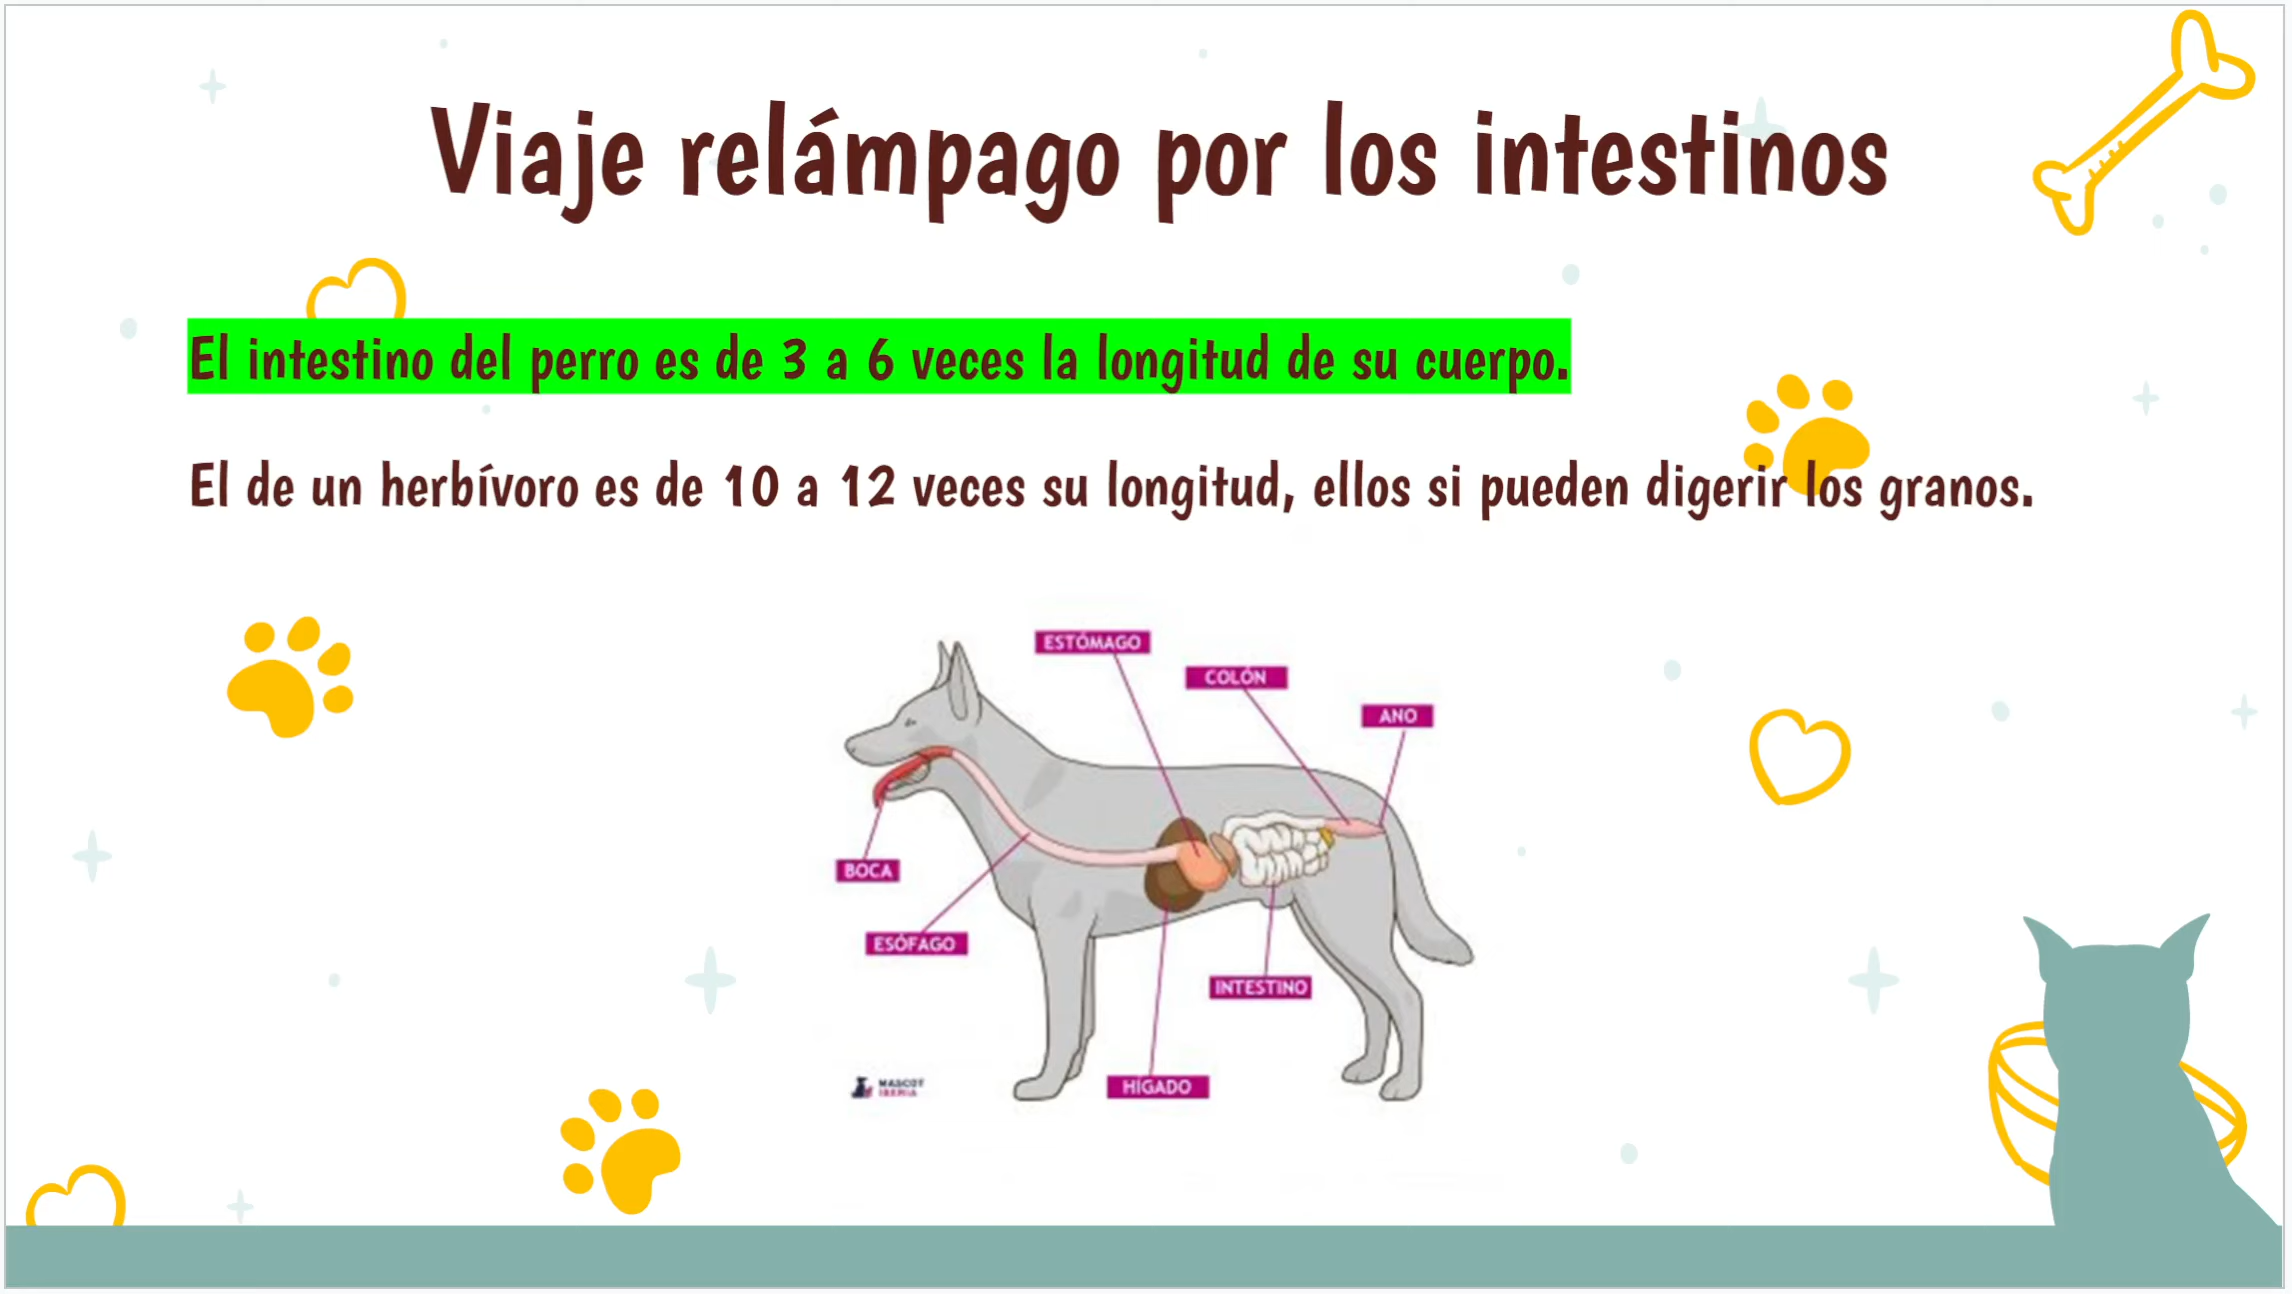 Viaje relámpago por los intestinos
El intestino del perro es de 3 a 6 veces la longitud de su cuerpo.
El de un herbívoro es de 10 a 12 veces su longitud, ellos si pueden digerir los granos.
ESTÓMAGO
COLÓN
ANO
BOCA
ESÓFAGO
INTESTINO
HÍGADO
MASCOT
IBERIA